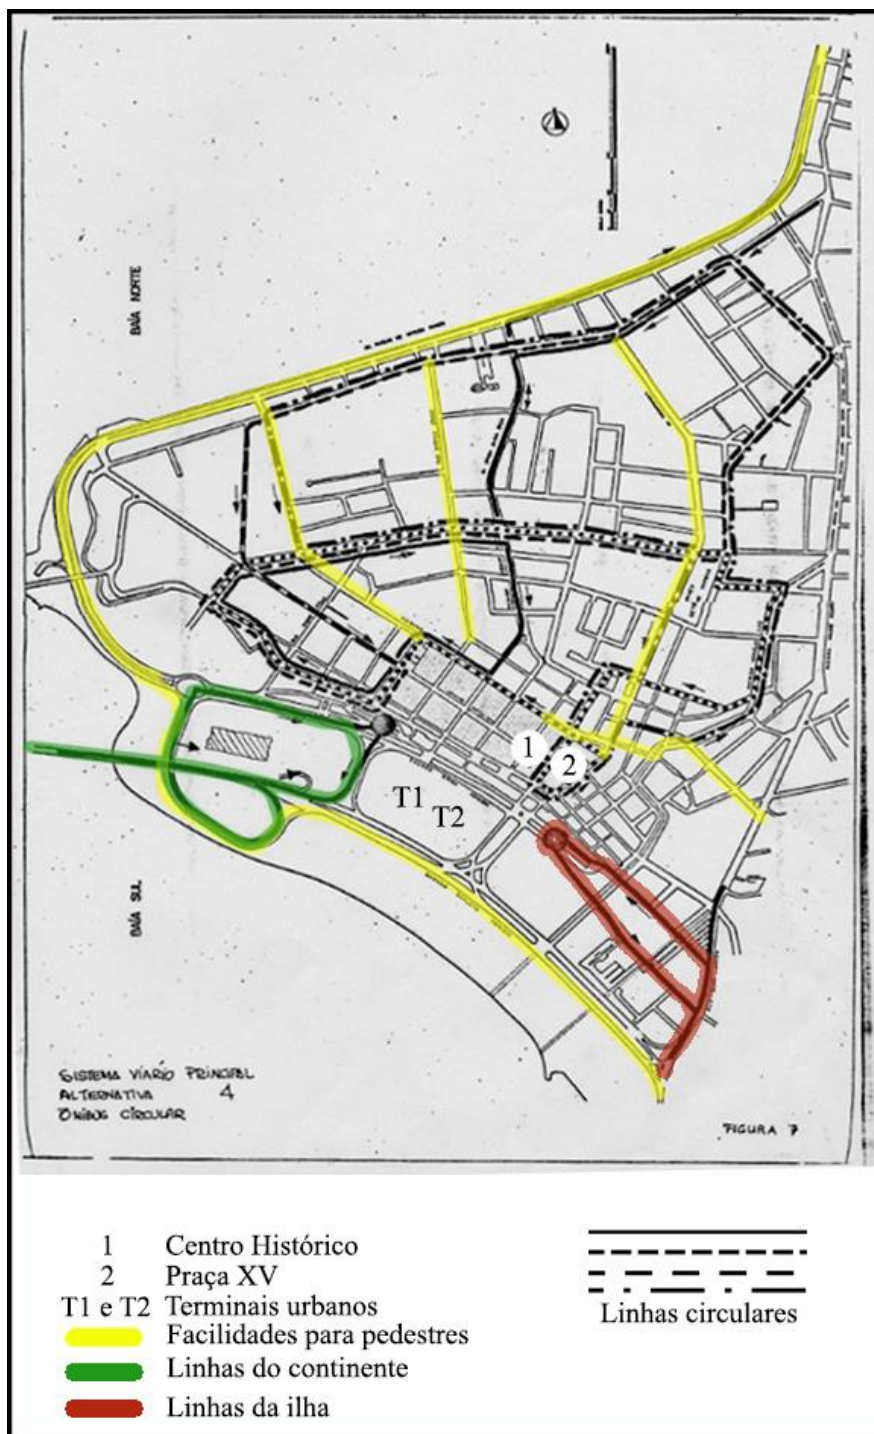 BAÍA NORTE
1
2
T1
T2
BAÍA SUL
SISTEMA VIÁRIO PRINCIPAL
ALTERNATIVA 4
ÔNIBUS CIRCULAR
FIGURA 7
1 Centro Histórico
2 Praça XV
T1 e T2 Terminais urbanos
Facilidades para pedestres
Linhas do continente
Linhas da ilha
Linhas circulares